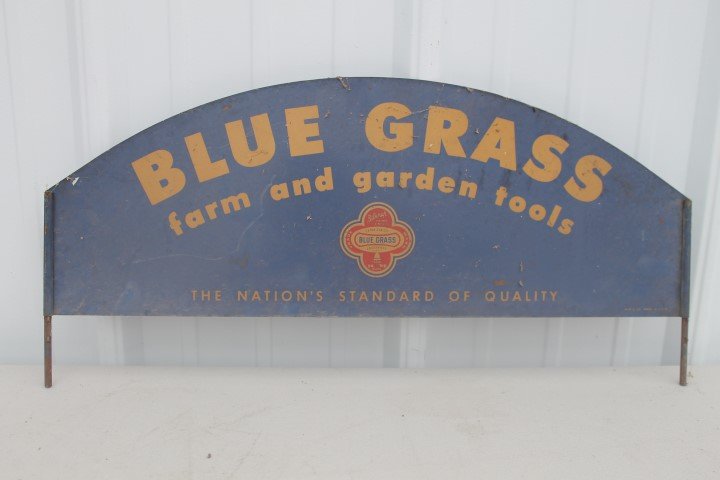 BLUE GRASS
farm and garden tools
BLUE GRASS
THE NATION'S STANDARD OF QUALITY